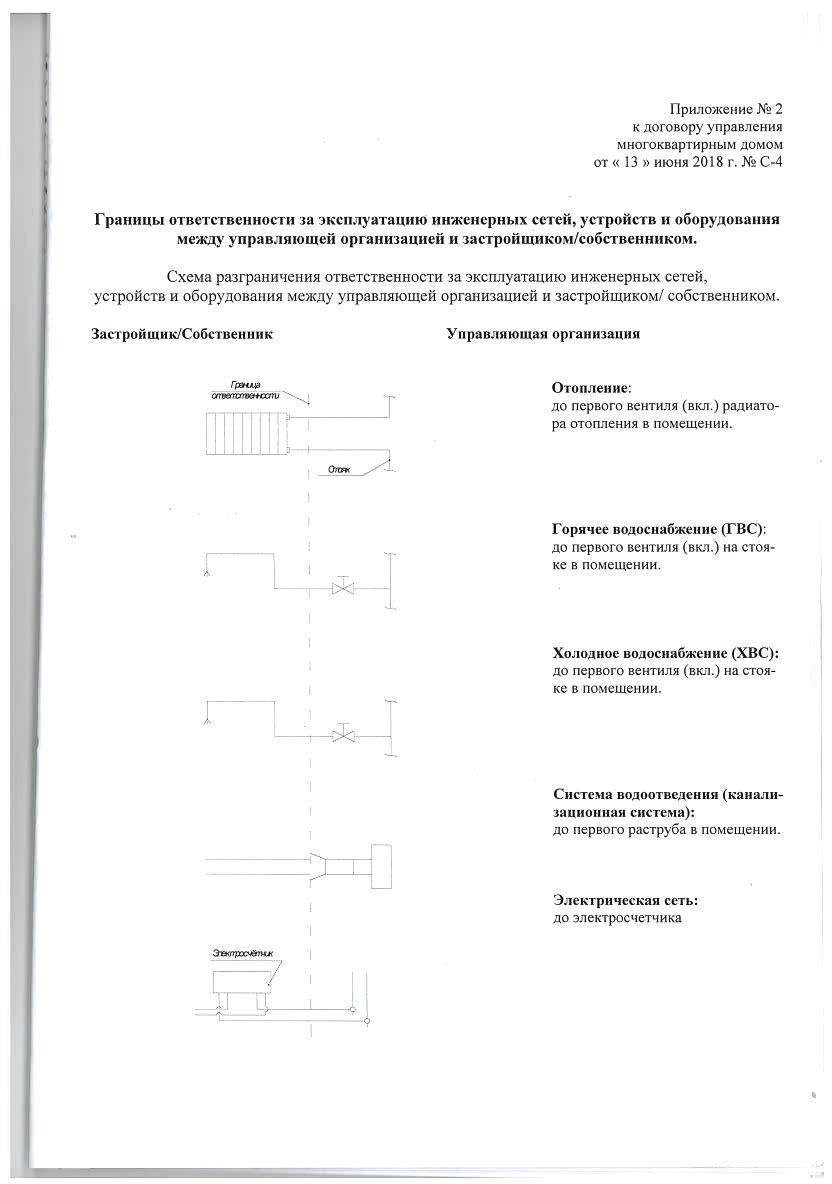 Приложение № 2
к договору управления
многоквартирным домом
от « 13 » июня 2018 г. № С-4
Границы ответственности за эксплуатацию инженерных сетей, устройств и оборудования
между управляющей организацией и застройщиком/собственником.
Схема разграничения ответственности за эксплуатацию инженерных сетей,
устройств и оборудования между управляющей организацией и застройщиком/ собственником.
Застройщик/Собственник
Управляющая организация
Граница
ответственности
Отопление:
до первого вентиля (вкл.) радиато-
ра отопления в помещении.
Стояк
Горячее водоснабжение (ГВС):
до первого вентиля (вкл.) на стоя-
ке в помещении.
Холодное водоснабжение (ХВС):
до первого вентиля (вкл.) на стоя-
ке в помещении.
Система водоотведения (канали-
зационная система):
до первого раструба в помещении.
Электрическая сеть:
до электросчетчика
Электросчётчик